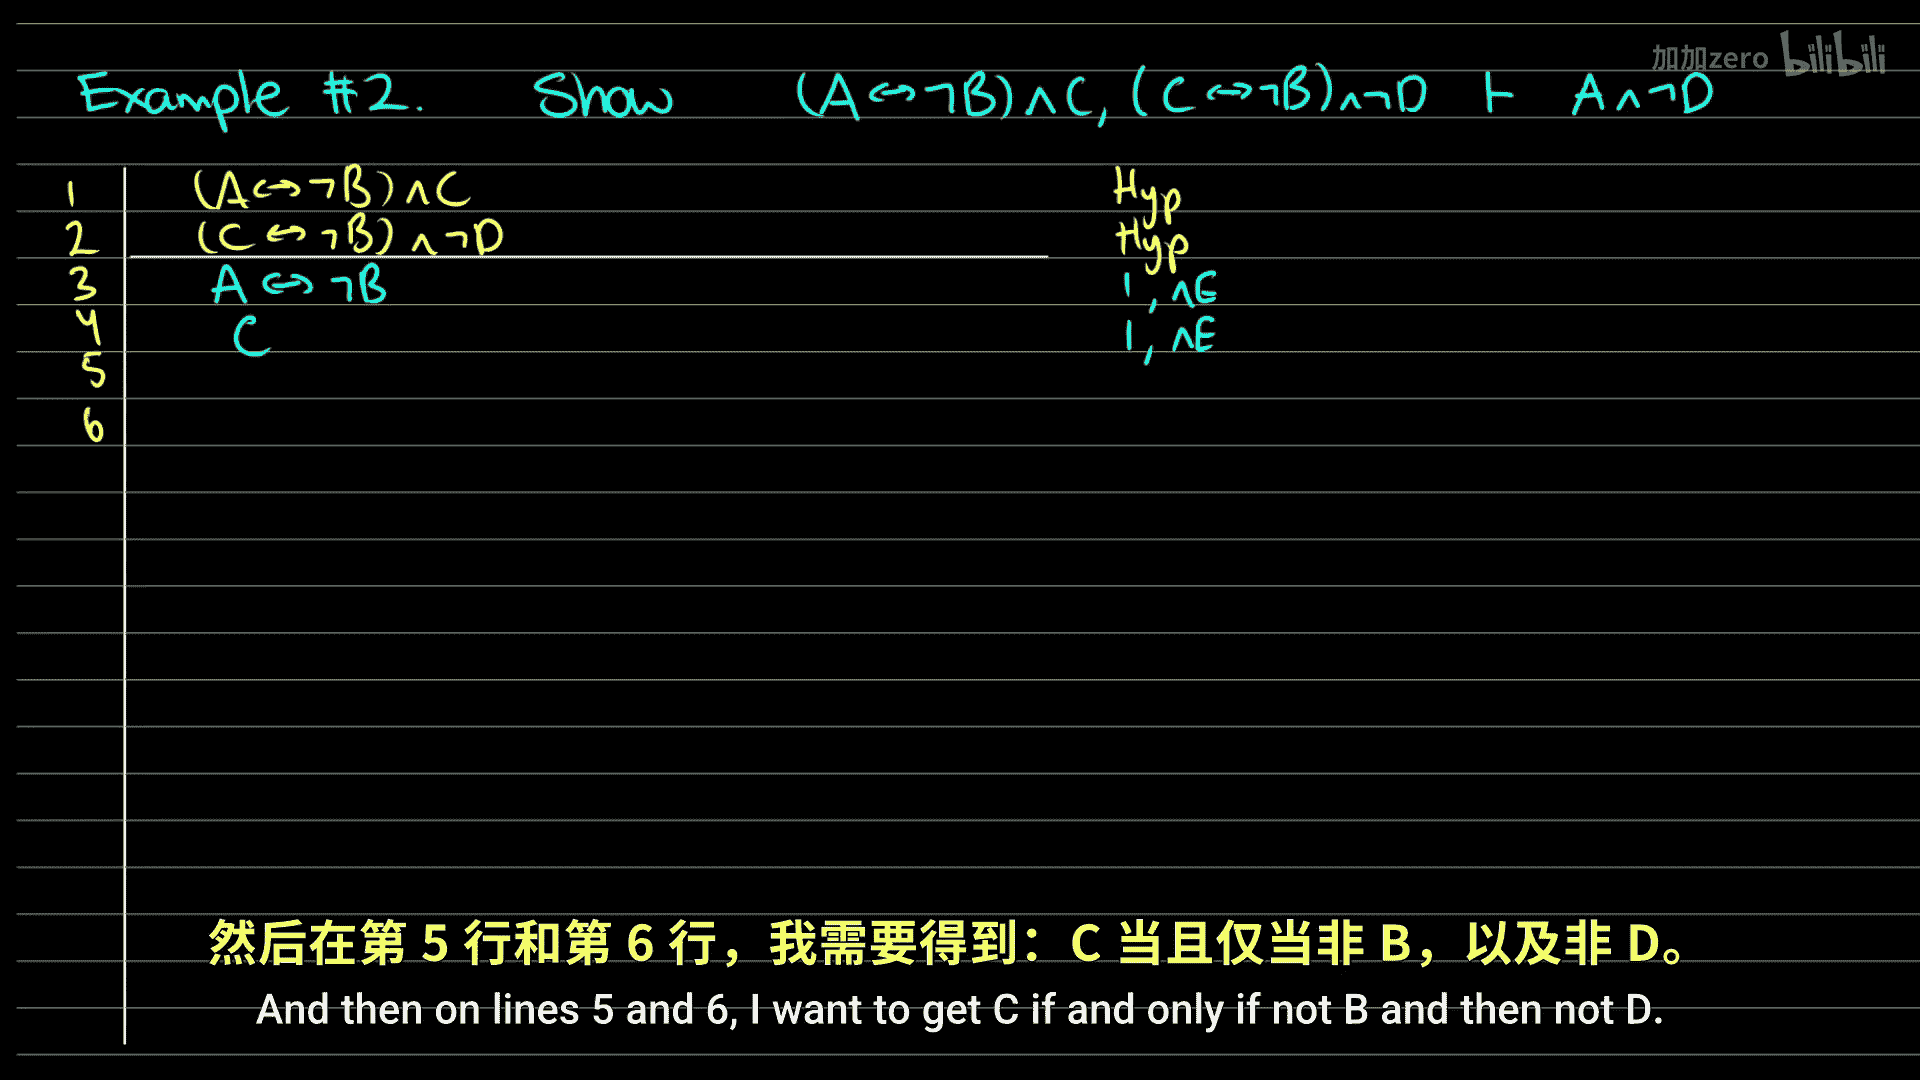 加加zero bilibili
Example #2. Show (A↔¬B)∧C, (C↔¬B)∧¬D ⊢ A∧¬D
1 (A↔¬B)∧C Hyp
2 (C↔¬B)∧¬D Hyp
3 A↔¬B 1, ∧E
4 C 1, ∧E
5
6
然后在第 5 行和第 6 行，我需要得到：C 当且仅当非 B，以及非 D。
And then on lines 5 and 6, I want to get C if and only if not B and then not D.